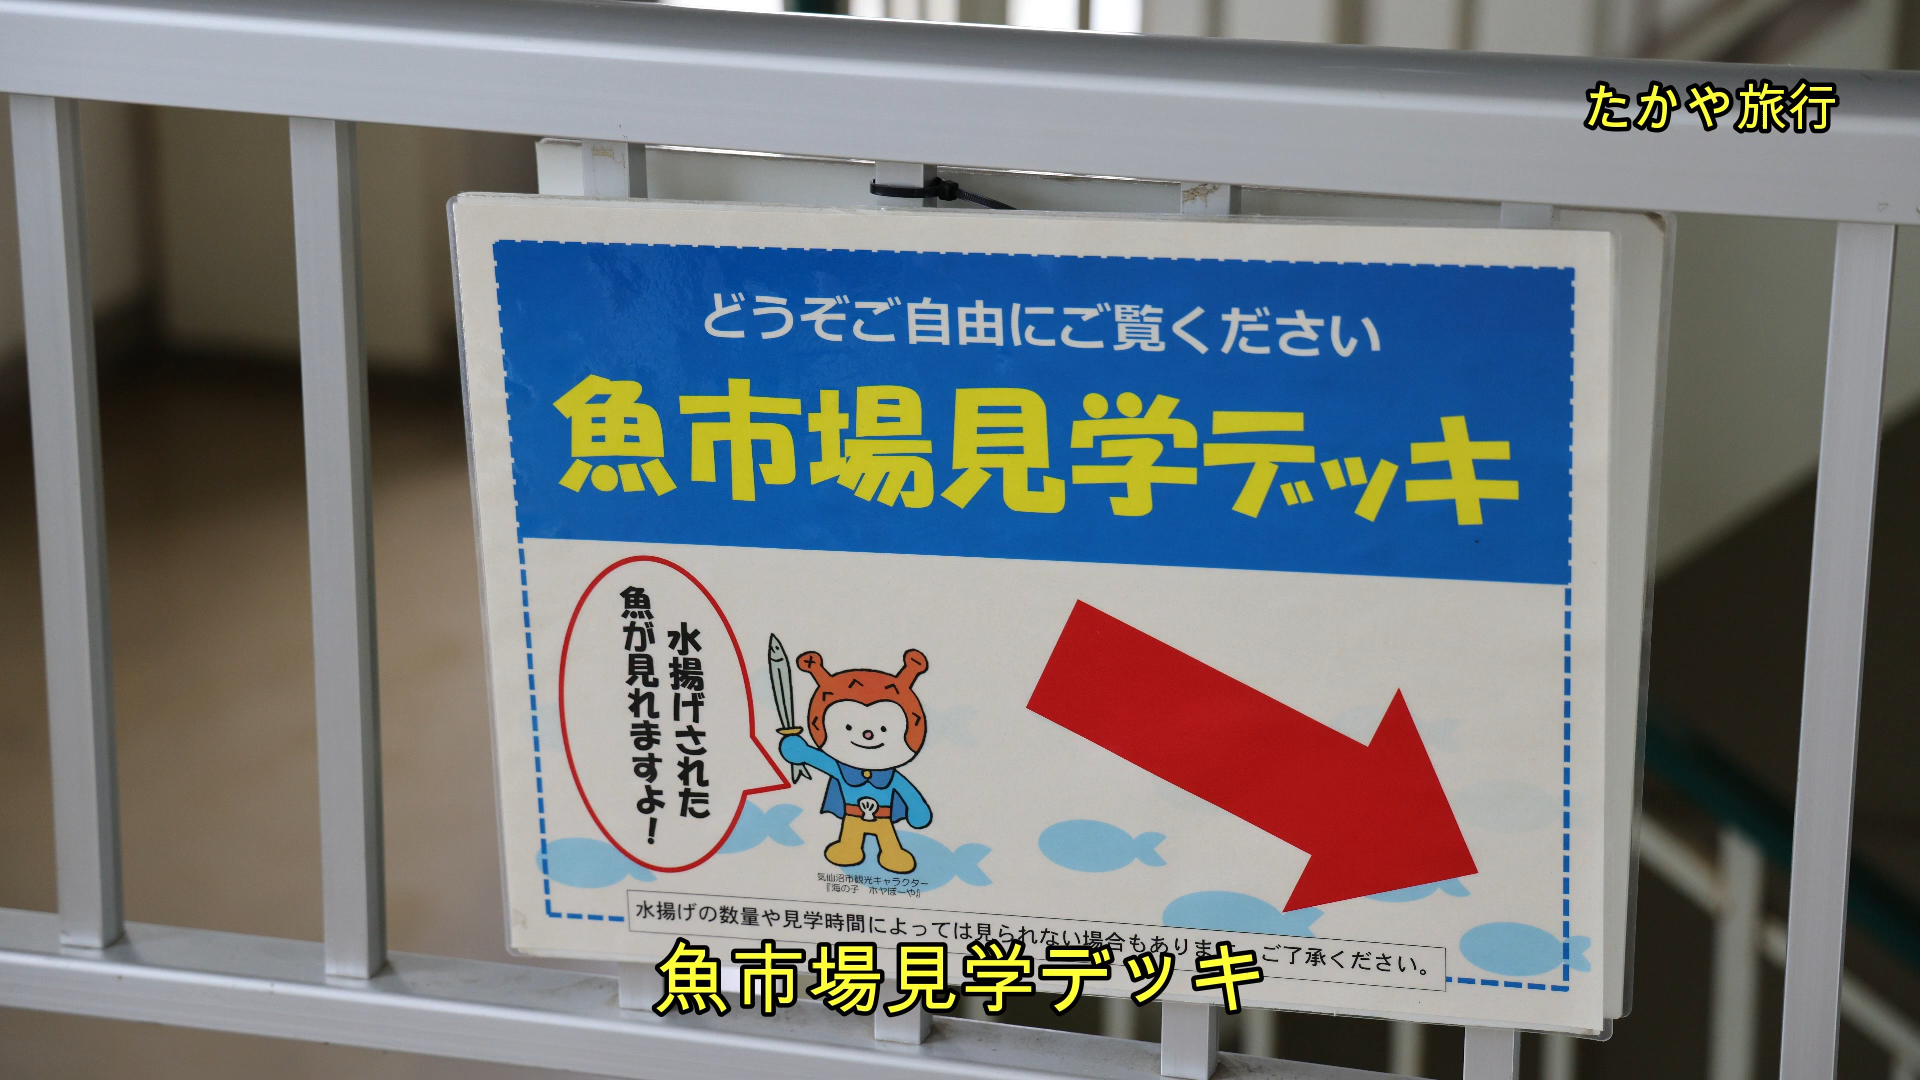 たかや旅行
どうぞご自由にご覧ください
魚市場見学デッキ
水揚げされた
魚が見れますよ！
気仙沼市観光キャラクター
『海の子　ホヤぼーや』
水揚げの数量や見学時間によっては見られない場合もあります。ご了承ください。
魚市場見学デッキ